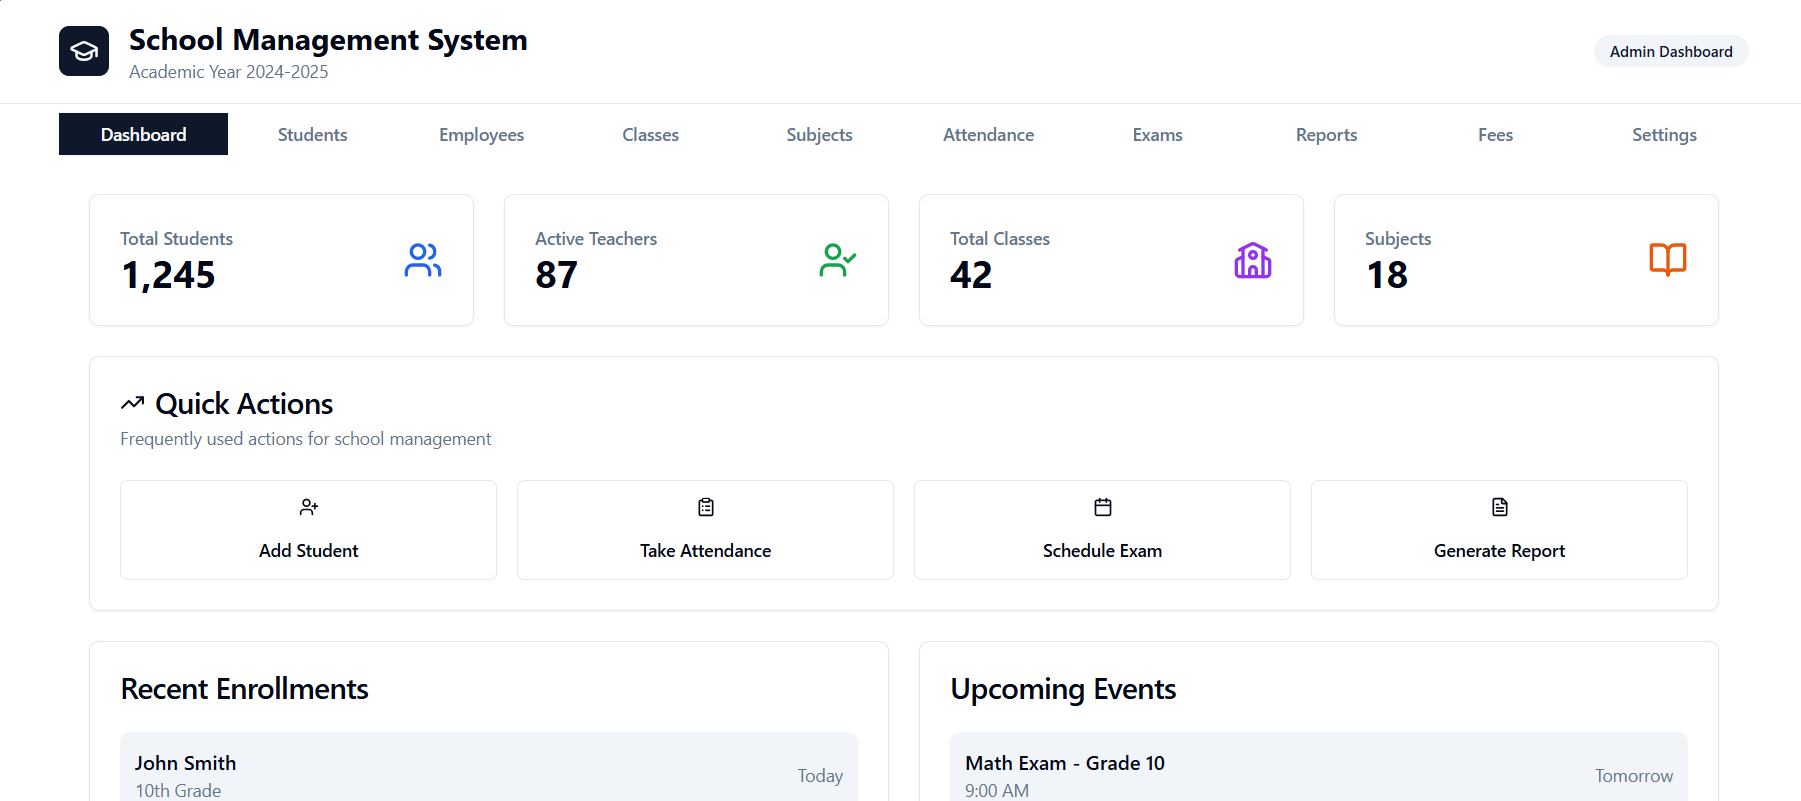 School Management System
Academic Year 2024-2025
Admin Dashboard
Dashboard Students Employees Classes Subjects Attendance Exams Reports Fees Settings
Total Students
1,245
Active Teachers
87
Total Classes
42
Subjects
18
Quick Actions
Frequently used actions for school management
Add Student
Take Attendance
Schedule Exam
Generate Report
Recent Enrollments
John Smith
10th Grade
Today
Upcoming Events
Math Exam - Grade 10
9:00 AM
Tomorrow